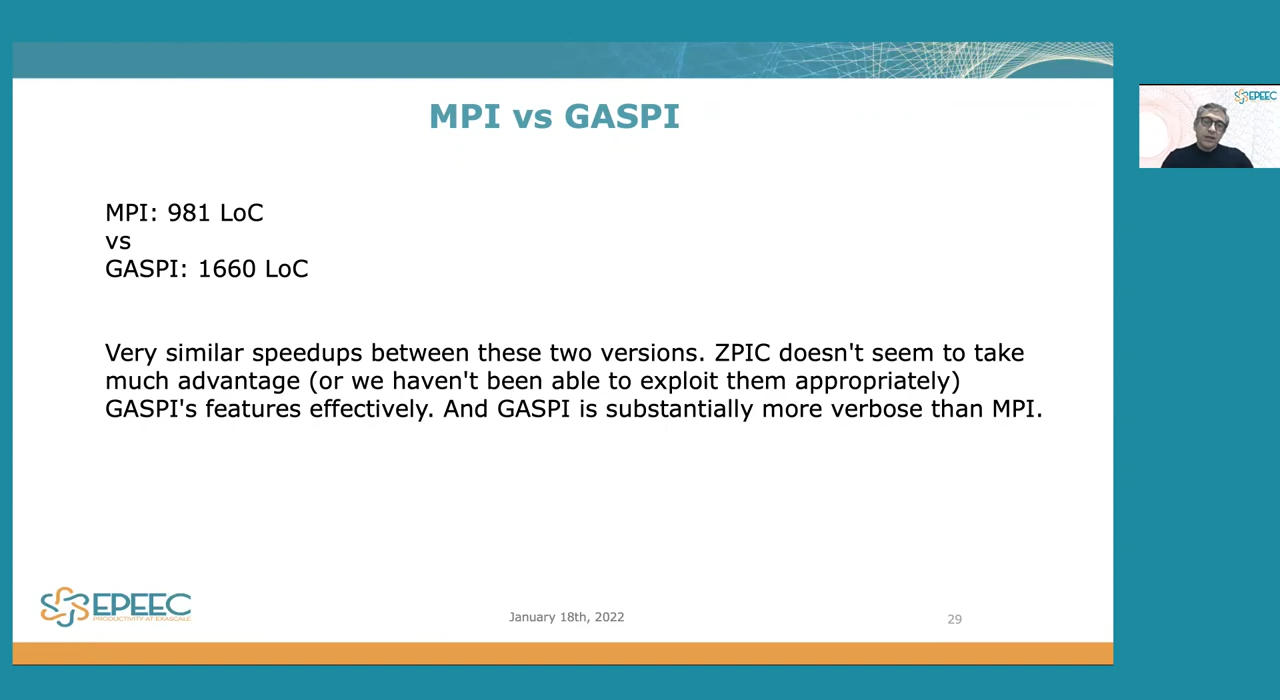 MPI vs GASPI
EPEEC
MPI: 981 LoC
vs
GASPI: 1660 LoC
Very similar speedups between these two versions. ZPIC doesn't seem to take
much advantage (or we haven't been able to exploit them appropriately)
GASPI's features effectively. And GASPI is substantially more verbose than MPI.
EPEEC
PRODUCTIVITY AT EXASCALE
January 18th, 2022
29